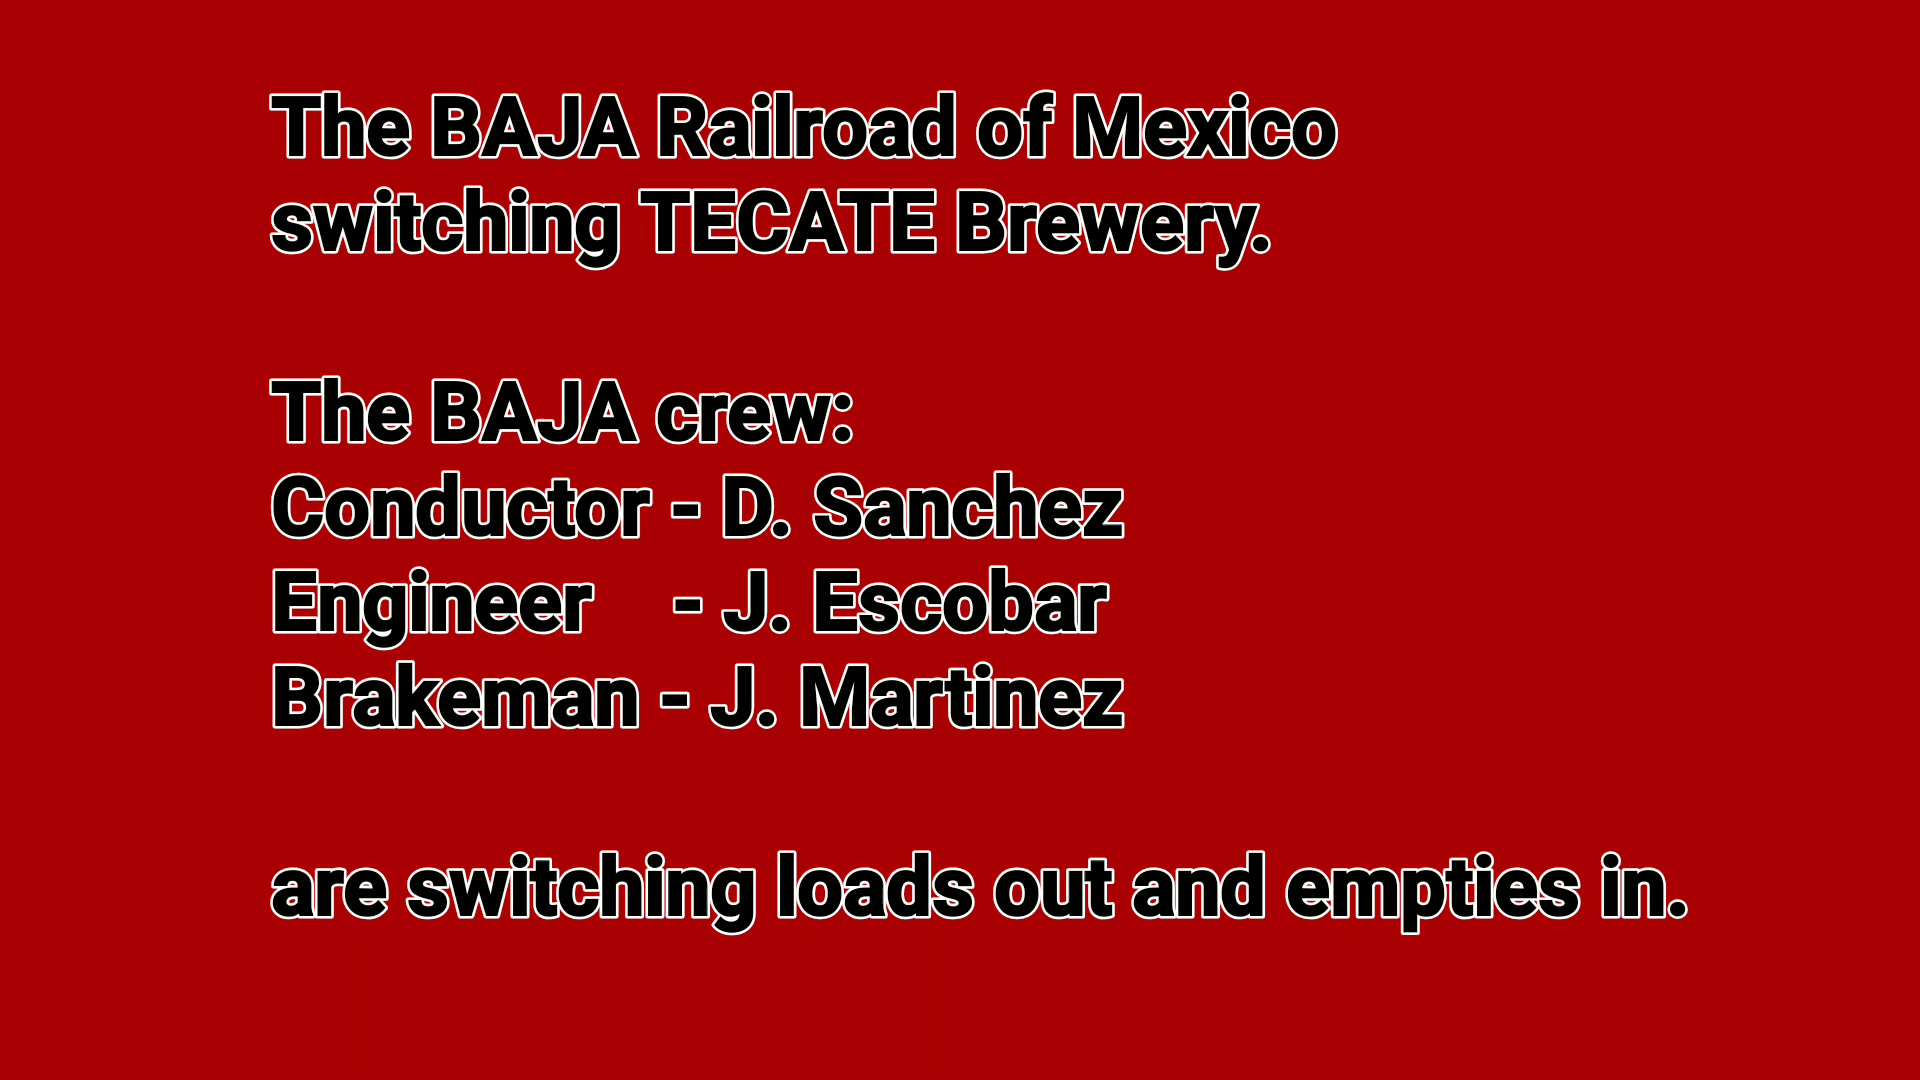 The BAJA Railroad of Mexico
switching TECATE Brewery.
The BAJA crew:
Conductor - D. Sanchez
Engineer - J. Escobar
Brakeman - J. Martinez
are switching loads out and empties in.